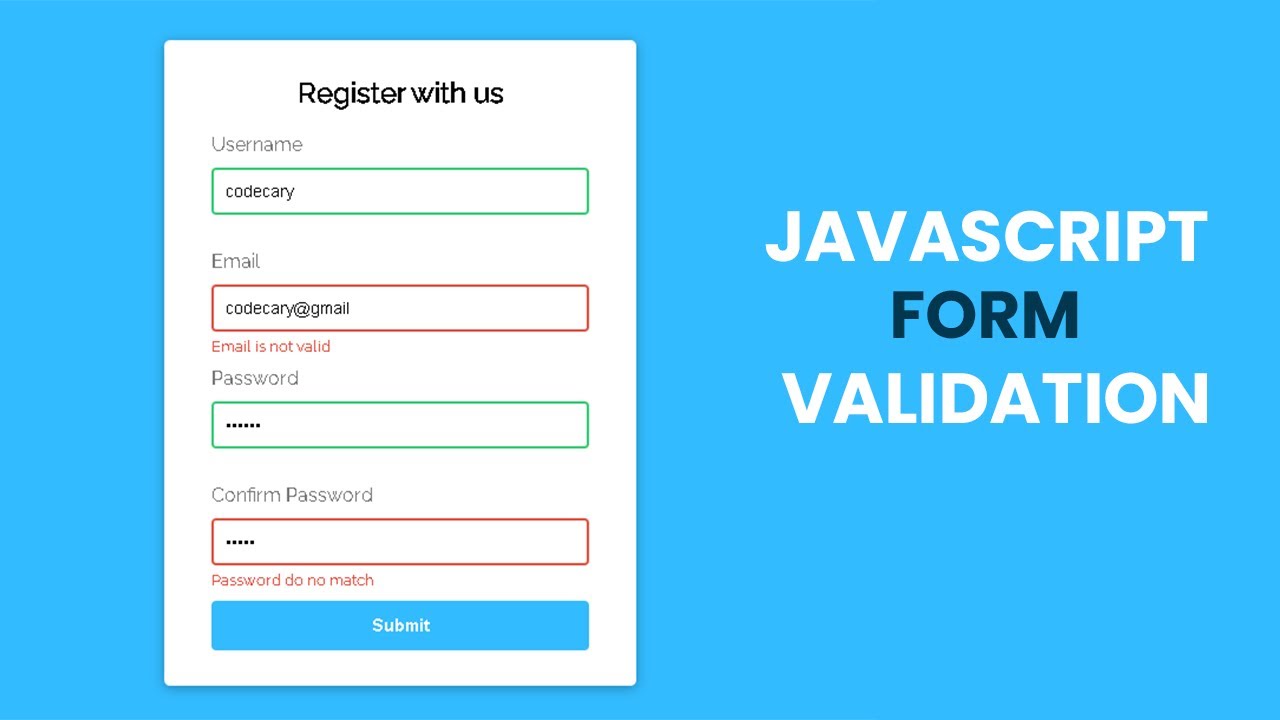 Register with us
Username
codecary
Email
codecary@gmail
Email is not valid
Password
••••••
Confirm Password
•••••
Password do no match
Submit
JAVASCRIPT
FORM
VALIDATION